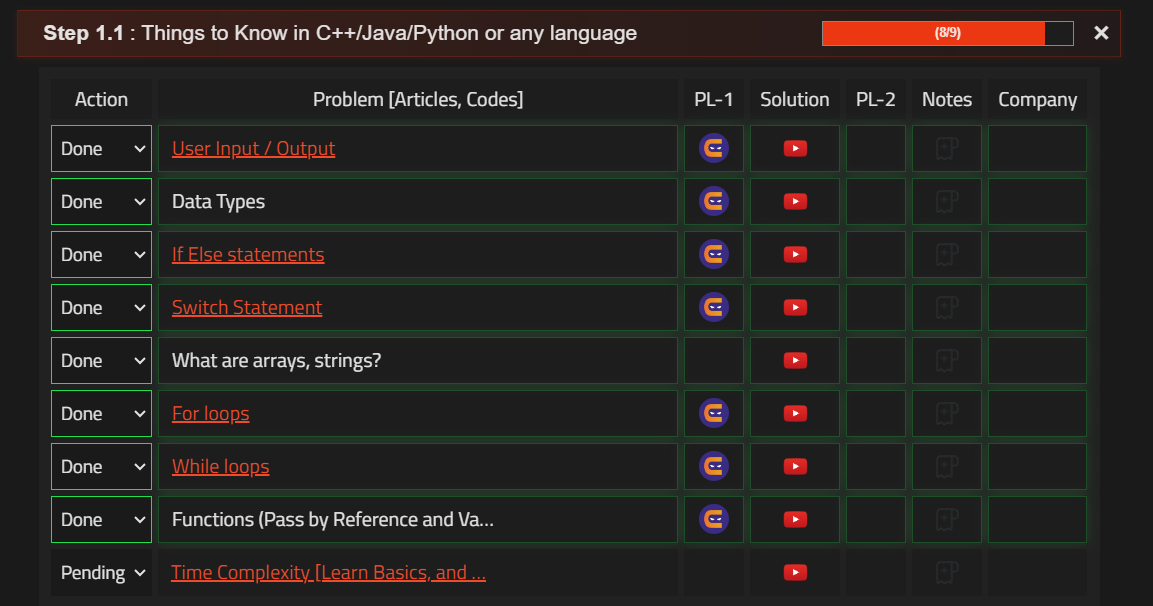 Step 1.1 : Things to Know in C++/Java/Python or any language (8/9) ×
Action Problem [Articles, Codes] PL-1 Solution PL-2 Notes Company
Done User Input / Output
Done Data Types
Done If Else statements
Done Switch Statement
Done What are arrays, strings?
Done For loops
Done While loops
Done Functions (Pass by Reference and Va...
Pending Time Complexity [Learn Basics, and ...